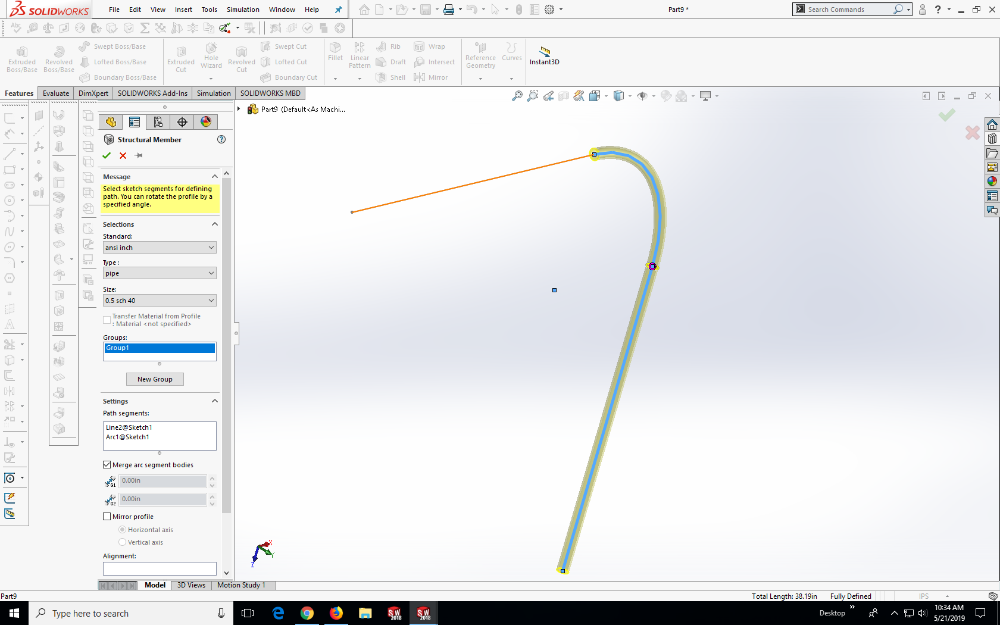 SOLIDWORKS File Edit View Insert Tools Simulation Window Help Part9 * Search Commands ?
Abc
Extruded Boss/Base
Revolved Boss/Base
Swept Boss/Base
Lofted Boss/Base
Boundary Boss/Base
Extruded Cut
Hole Wizard
Revolved Cut
Swept Cut
Lofted Cut
Boundary Cut
Fillet
Linear Pattern
Rib
Draft
Shell
Wrap
Intersect
Mirror
Reference Geometry
Curves
Instant3D
Features Evaluate DimXpert SOLIDWORKS Add-Ins Simulation SOLIDWORKS MBD
Part9 (Default<As Machi...
Structural Member ?
Message
Select sketch segments for defining
path. You can rotate the profile by a
specified angle.
Selections
Standard:
ansi inch
Type :
pipe
Size:
0.5 sch 40
Transfer Material from Profile
: Material <not specified>
Groups:
Group1
New Group
Settings
Path segments:
Line2@Sketch1
Arc1@Sketch1
Merge arc segment bodies
G1 0.00in
G2 0.00in
Mirror profile
Horizontal axis
Vertical axis
Alignment:
X
Y
Z
A
Model 3D Views Motion Study 1
Part9 Total Length: 38.19in Fully Defined IPS
Type here to search
SW 2018
SW 2018
Desktop
10:34 AM
5/21/2019